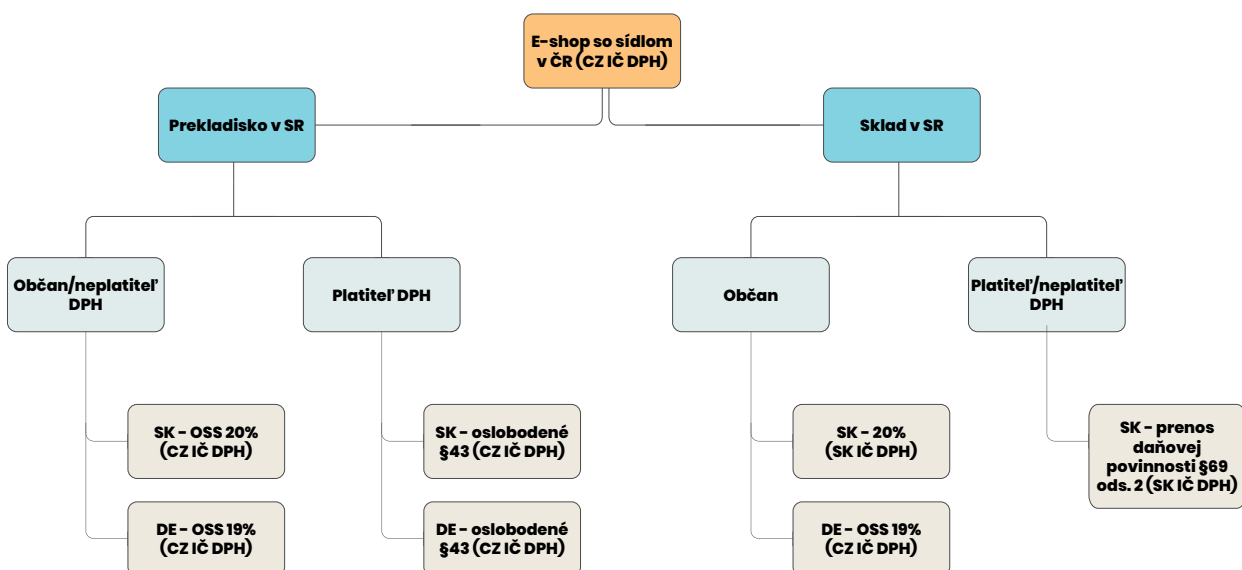 E-shop so sídlom
v ČR (CZ IČ DPH)
Prekladisko v SR
Sklad v SR
Občan/neplatiteľ
DPH
Platiteľ DPH
Občan
Platiteľ/neplatiteľ
DPH
SK - OSS 20%
(CZ IČ DPH)
SK - oslobodené
§43 (CZ IČ DPH)
SK - 20%
(SK IČ DPH)
SK - prenos
daňovej
povinnosti §69
ods. 2 (SK IČ DPH)
DE - OSS 19%
(CZ IČ DPH)
DE - oslobodené
§43 (CZ IČ DPH)
DE - OSS 19%
(CZ IČ DPH)